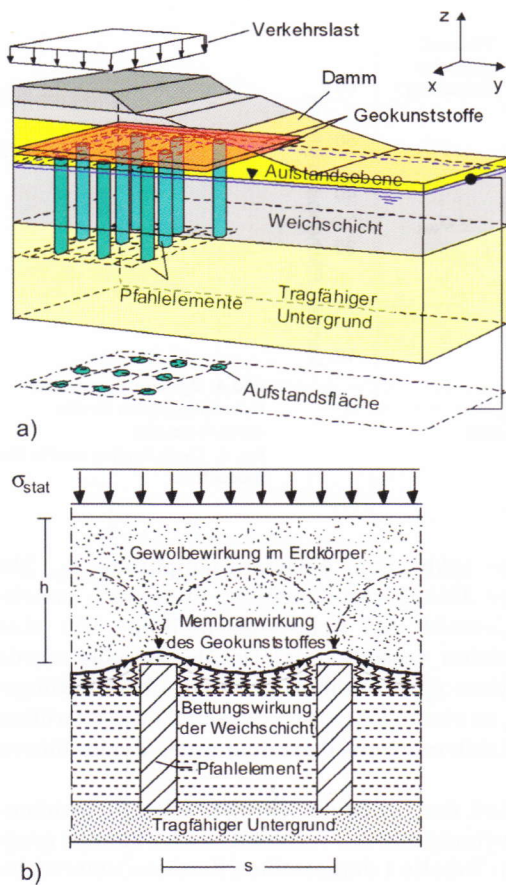 Verkehrslast
z
x
y
Damm
Geokunststoffe
Aufstandsebene
Weichschicht
Pfahlelemente
Tragfähiger
Untergrund
Aufstandsfläche
a)
σstat
h
Gewölbewirkung im Erdkörper
Membranwirkung
des Geokunststoffes
Bettungswirkung
der Weichschicht
Pfahlelement
Tragfähiger Untergrund
s
b)